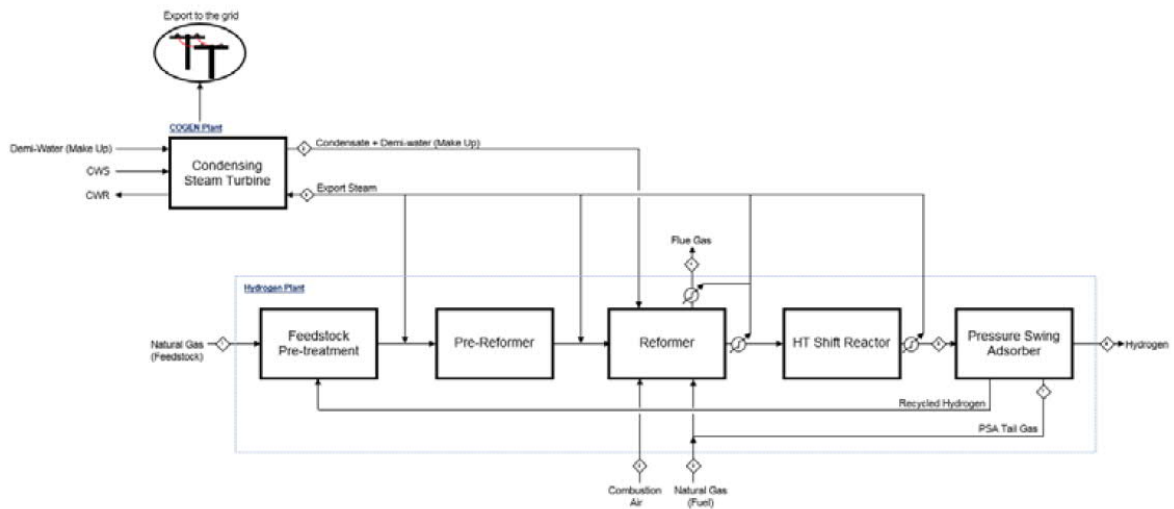 Export to the grid
COGEN Plant
Demi-Water (Make Up)
CWS
CWR
Condensing
Steam Turbine
Condensate + Demi-water (Make Up)
Export Steam
Flue Gas
Hydrogen Plant
Natural Gas
(Feedstock)
Feedstock
Pre-treatment
Pre-Reformer
Reformer
HT Shift Reactor
Pressure Swing
Adsorber
Hydrogen
Recycled Hydrogen
PSA Tail Gas
Combustion
Air
Natural Gas
(Fuel)